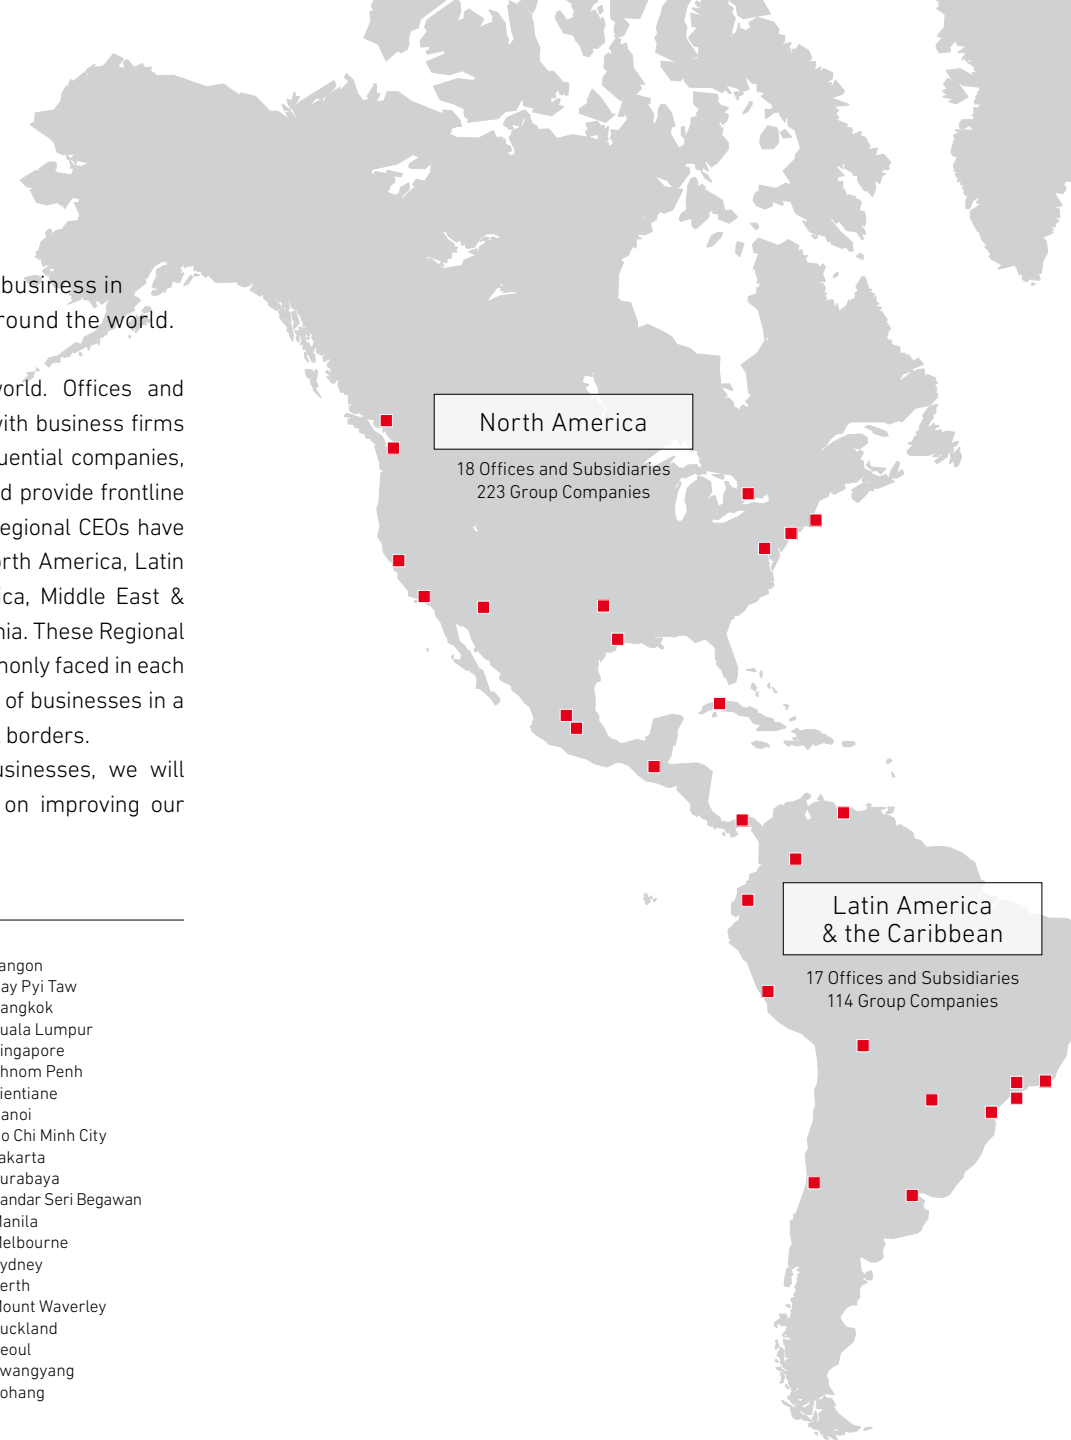 business in
round the world.
orld. Offices and
ith business firms
uential companies,
d provide frontline
egional CEOs have
rth America, Latin
ica, Middle East &
nia. These Regional
monly faced in each
of businesses in a
borders.
usinesses, we will
on improving our
North America
18 Offices and Subsidiaries
223 Group Companies
Latin America
& the Caribbean
17 Offices and Subsidiaries
114 Group Companies
angon
ay Pyi Taw
angkok
uala Lumpur
ingapore
hnom Penh
ientiane
anoi
o Chi Minh City
akarta
urabaya
andar Seri Begawan
anila
elbourne
ydney
erth
ount Waverley
uckland
eoul
wangyang
ohang